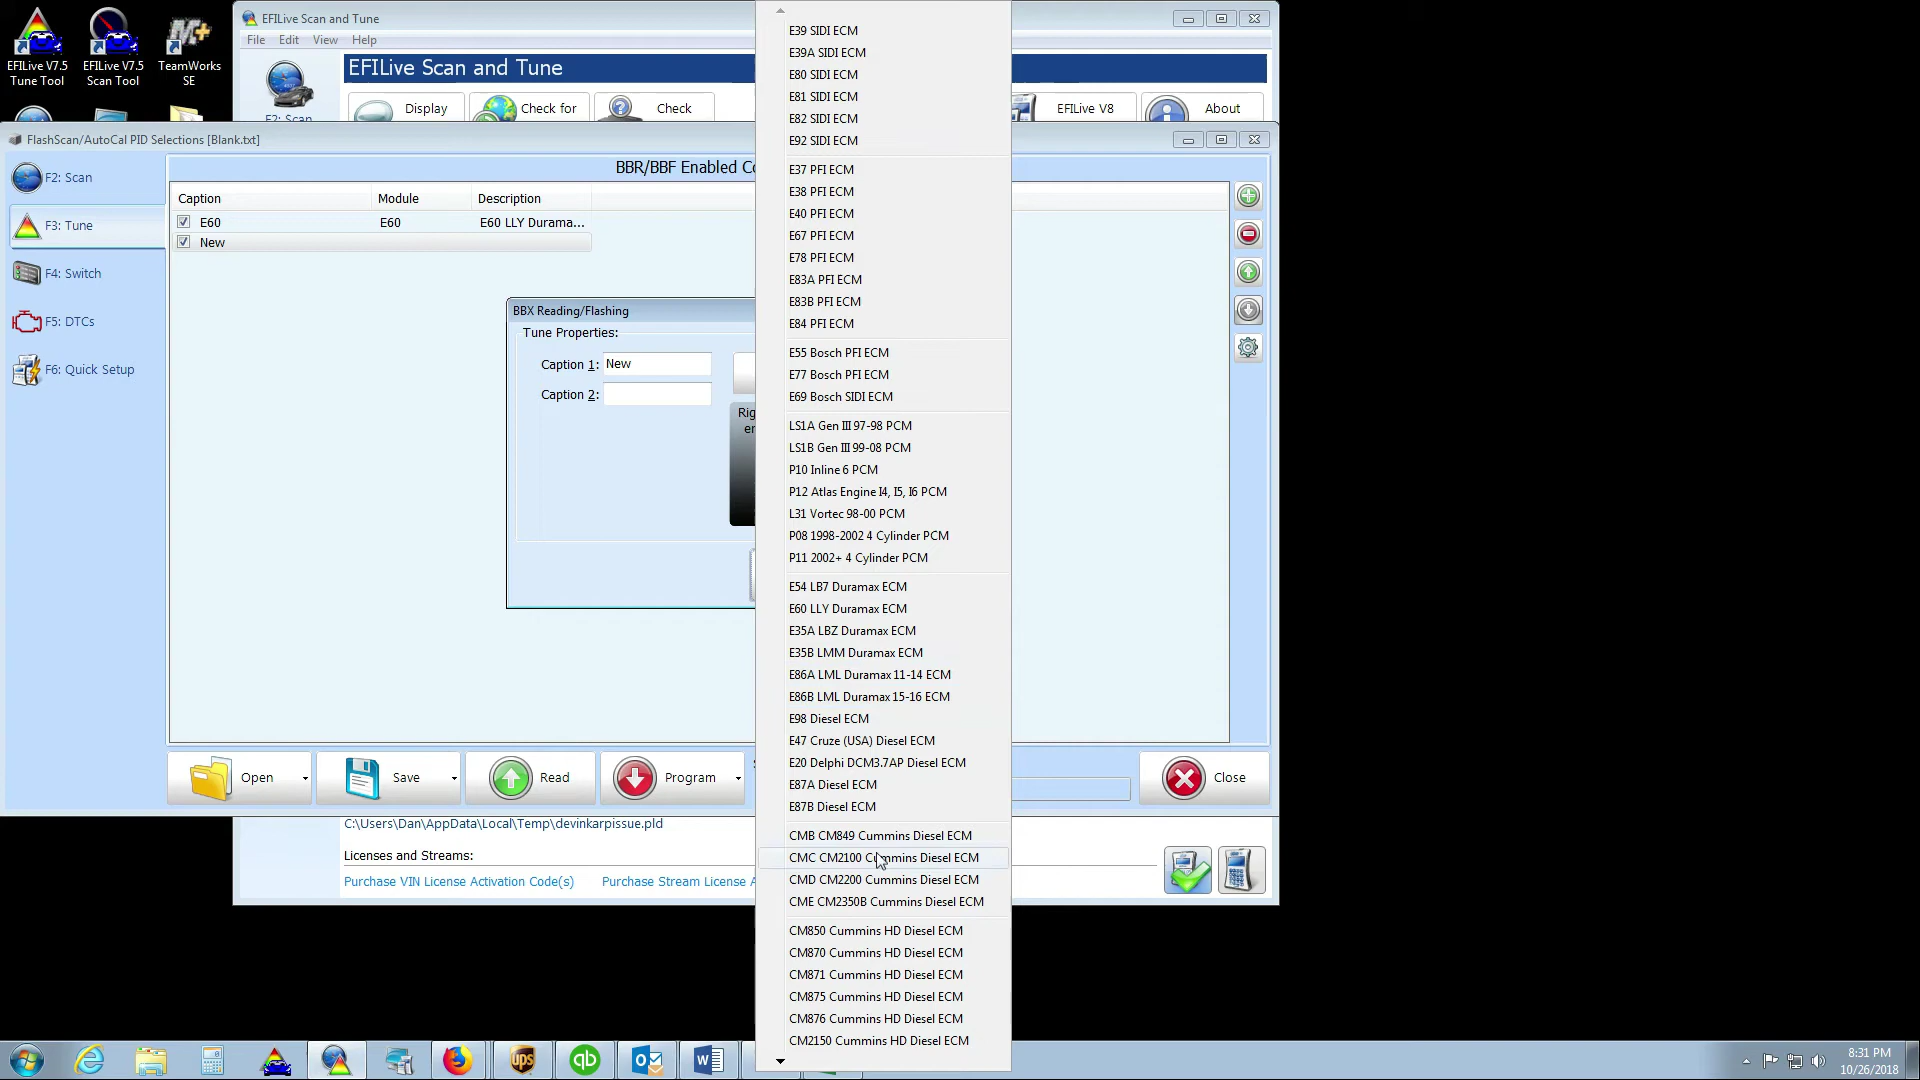 EFILive V7.5
Tune Tool
EFILive V7.5
Scan Tool
TeamWorks
SE
EFILive Scan and Tune
File Edit View Help
EFILive Scan and Tune
F2: Scan
Display
Check for
Check
EFILive V8
About
FlashScan/AutoCal PID Selections [Blank.txt]
F2: Scan
F3: Tune
F4: Switch
F5: DTCs
F6: Quick Setup
BBR/BBF Enabled Co
Caption Module Description
E60 E60 E60 LLY Durama...
New
BBX Reading/Flashing
Tune Properties:
Caption 1: New
Caption 2:
Rig
er
E39 SIDI ECM
E39A SIDI ECM
E80 SIDI ECM
E81 SIDI ECM
E82 SIDI ECM
E92 SIDI ECM
E37 PFI ECM
E38 PFI ECM
E40 PFI ECM
E67 PFI ECM
E78 PFI ECM
E83A PFI ECM
E83B PFI ECM
E84 PFI ECM
E55 Bosch PFI ECM
E77 Bosch PFI ECM
E69 Bosch SIDI ECM
LS1A Gen III 97-98 PCM
LS1B Gen III 99-08 PCM
P10 Inline 6 PCM
P12 Atlas Engine I4, I5, I6 PCM
L31 Vortec 98-00 PCM
P08 1998-2002 4 Cylinder PCM
P11 2002+ 4 Cylinder PCM
E54 LB7 Duramax ECM
E60 LLY Duramax ECM
E35A LBZ Duramax ECM
E35B LMM Duramax ECM
E86A LML Duramax 11-14 ECM
E86B LML Duramax 15-16 ECM
E98 Diesel ECM
E47 Cruze (USA) Diesel ECM
E20 Delphi DCM3.7AP Diesel ECM
E87A Diesel ECM
E87B Diesel ECM
CMB CM849 Cummins Diesel ECM
CMC CM2100 Cummins Diesel ECM
CMD CM2200 Cummins Diesel ECM
CME CM2350B Cummins Diesel ECM
CM850 Cummins HD Diesel ECM
CM870 Cummins HD Diesel ECM
CM871 Cummins HD Diesel ECM
CM875 Cummins HD Diesel ECM
CM876 Cummins HD Diesel ECM
CM2150 Cummins HD Diesel ECM
Open Save Read Program Close
C:\Users\Dan\AppData\Local\Temp\devinkarpissue.pld
Licenses and Streams:
Purchase VIN License Activation Code(s) Purchase Stream License A
ups
qb
8:31 PM
10/26/2018